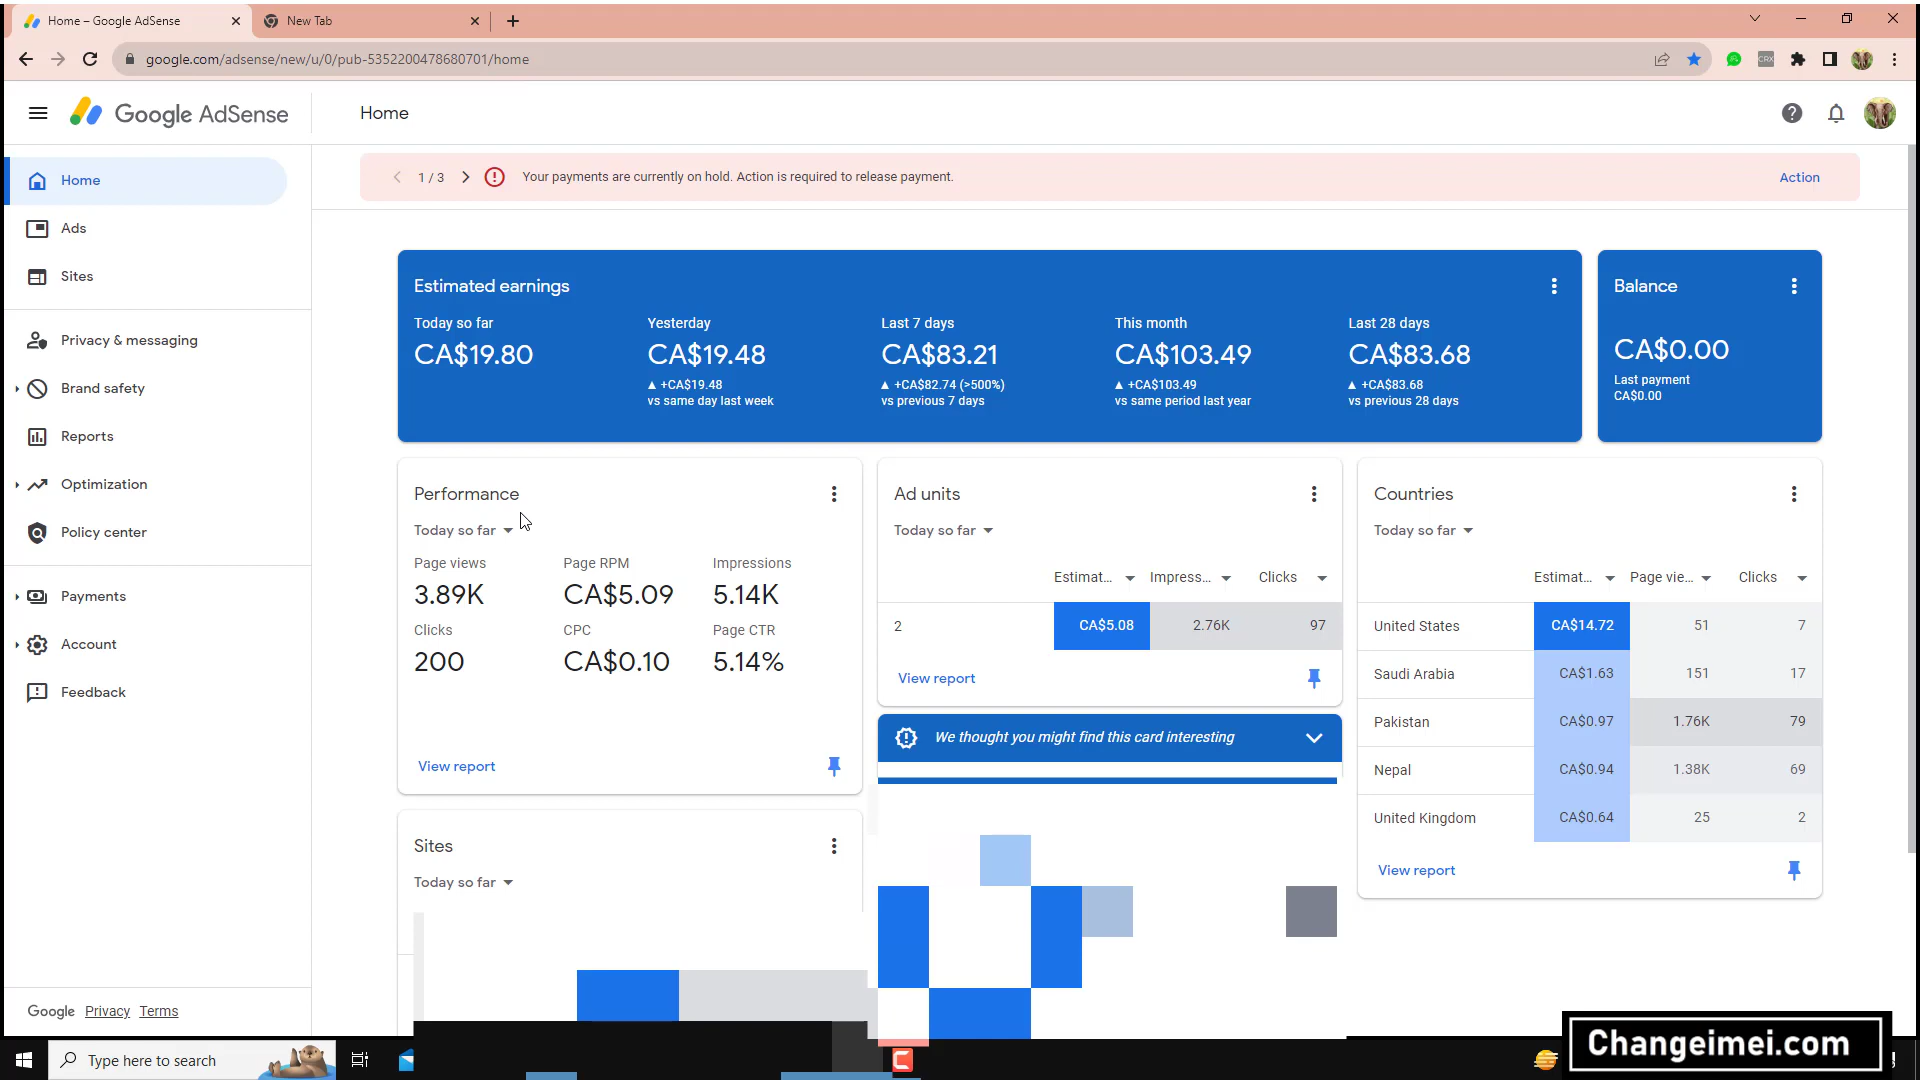 Home – Google AdSense
New Tab
google.com/adsense/new/u/0/pub-5352200478680701/home
CRX
Google AdSense
Home
Home
Ads
Sites
Privacy & messaging
Brand safety
Reports
Optimization
Policy center
Payments
Account
Feedback
Google Privacy Terms
1 / 3
Your payments are currently on hold. Action is required to release payment.
Action
Estimated earnings
Today so far
CA$19.80
Yesterday
CA$19.48
▲ +CA$19.48
vs same day last week
Last 7 days
CA$83.21
▲ +CA$82.74 (>500%)
vs previous 7 days
This month
CA$103.49
▲ +CA$103.49
vs same period last year
Last 28 days
CA$83.68
▲ +CA$83.68
vs previous 28 days
Balance
CA$0.00
Last payment
CA$0.00
Performance
Today so far
Page views
3.89K
Page RPM
CA$5.09
Impressions
5.14K
Clicks
200
CPC
CA$0.10
Page CTR
5.14%
View report
Ad units
Today so far
Estimat... Impress... Clicks
2 CA$5.08 2.76K 97
View report
We thought you might find this card interesting
Countries
Today so far
Estimat... Page vie... Clicks
United States CA$14.72 51 7
Saudi Arabia CA$1.63 151 17
Pakistan CA$0.97 1.76K 79
Nepal CA$0.94 1.38K 69
United Kingdom CA$0.64 25 2
View report
Sites
Today so far
Type here to search
Changeimei.com